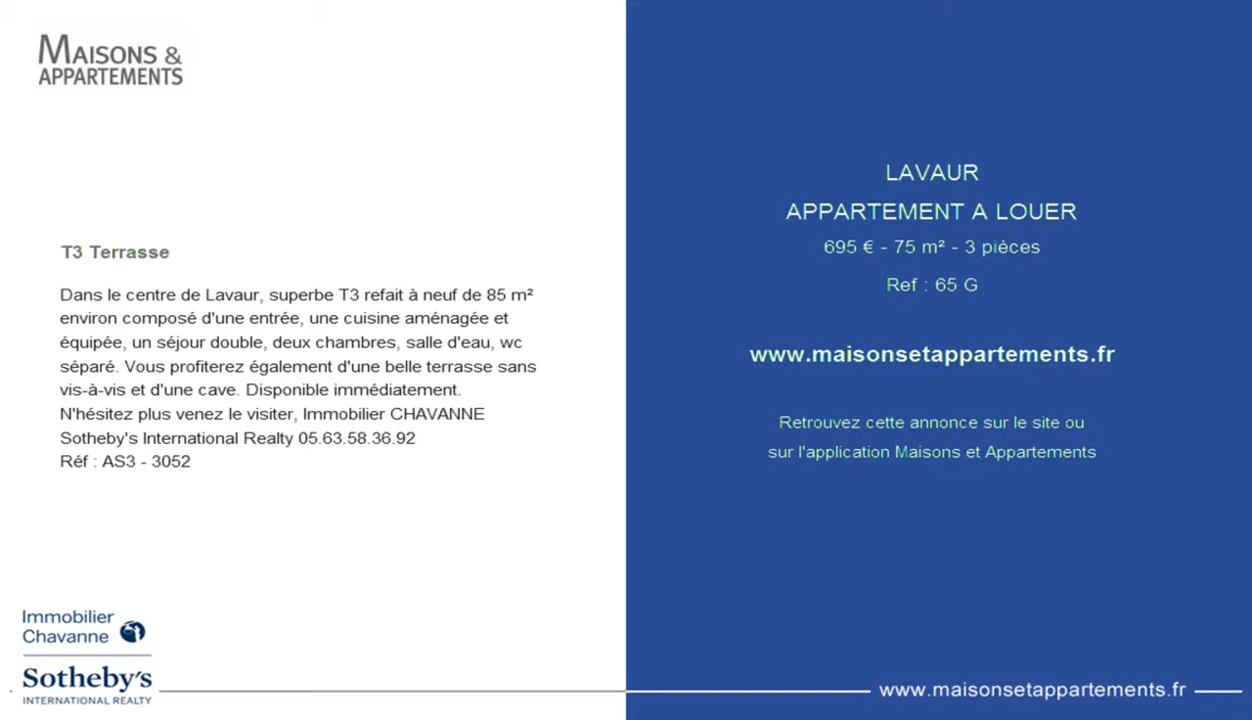 MAISONS &
APPARTEMENTS
T3 Terrasse
Dans le centre de Lavaur, superbe T3 refait à neuf de 85 m²
environ composé d'une entrée, une cuisine aménagée et
équipée, un séjour double, deux chambres, salle d'eau, wc
séparé. Vous profiterez également d'une belle terrasse sans
vis-à-vis et d'une cave. Disponible immédiatement.
N'hésitez plus venez le visiter, Immobilier CHAVANNE
Sotheby's International Realty 05.63.58.36.92
Réf : AS3 - 3052
Immobilier
Chavanne
Sotheby's
INTERNATIONAL REALTY
LAVAUR
APPARTEMENT A LOUER
695 € - 75 m² - 3 pièces
Ref : 65 G
www.maisonsetappartements.fr
Retrouvez cette annonce sur le site ou
sur l'application Maisons et Appartements
www.maisonsetappartements.fr